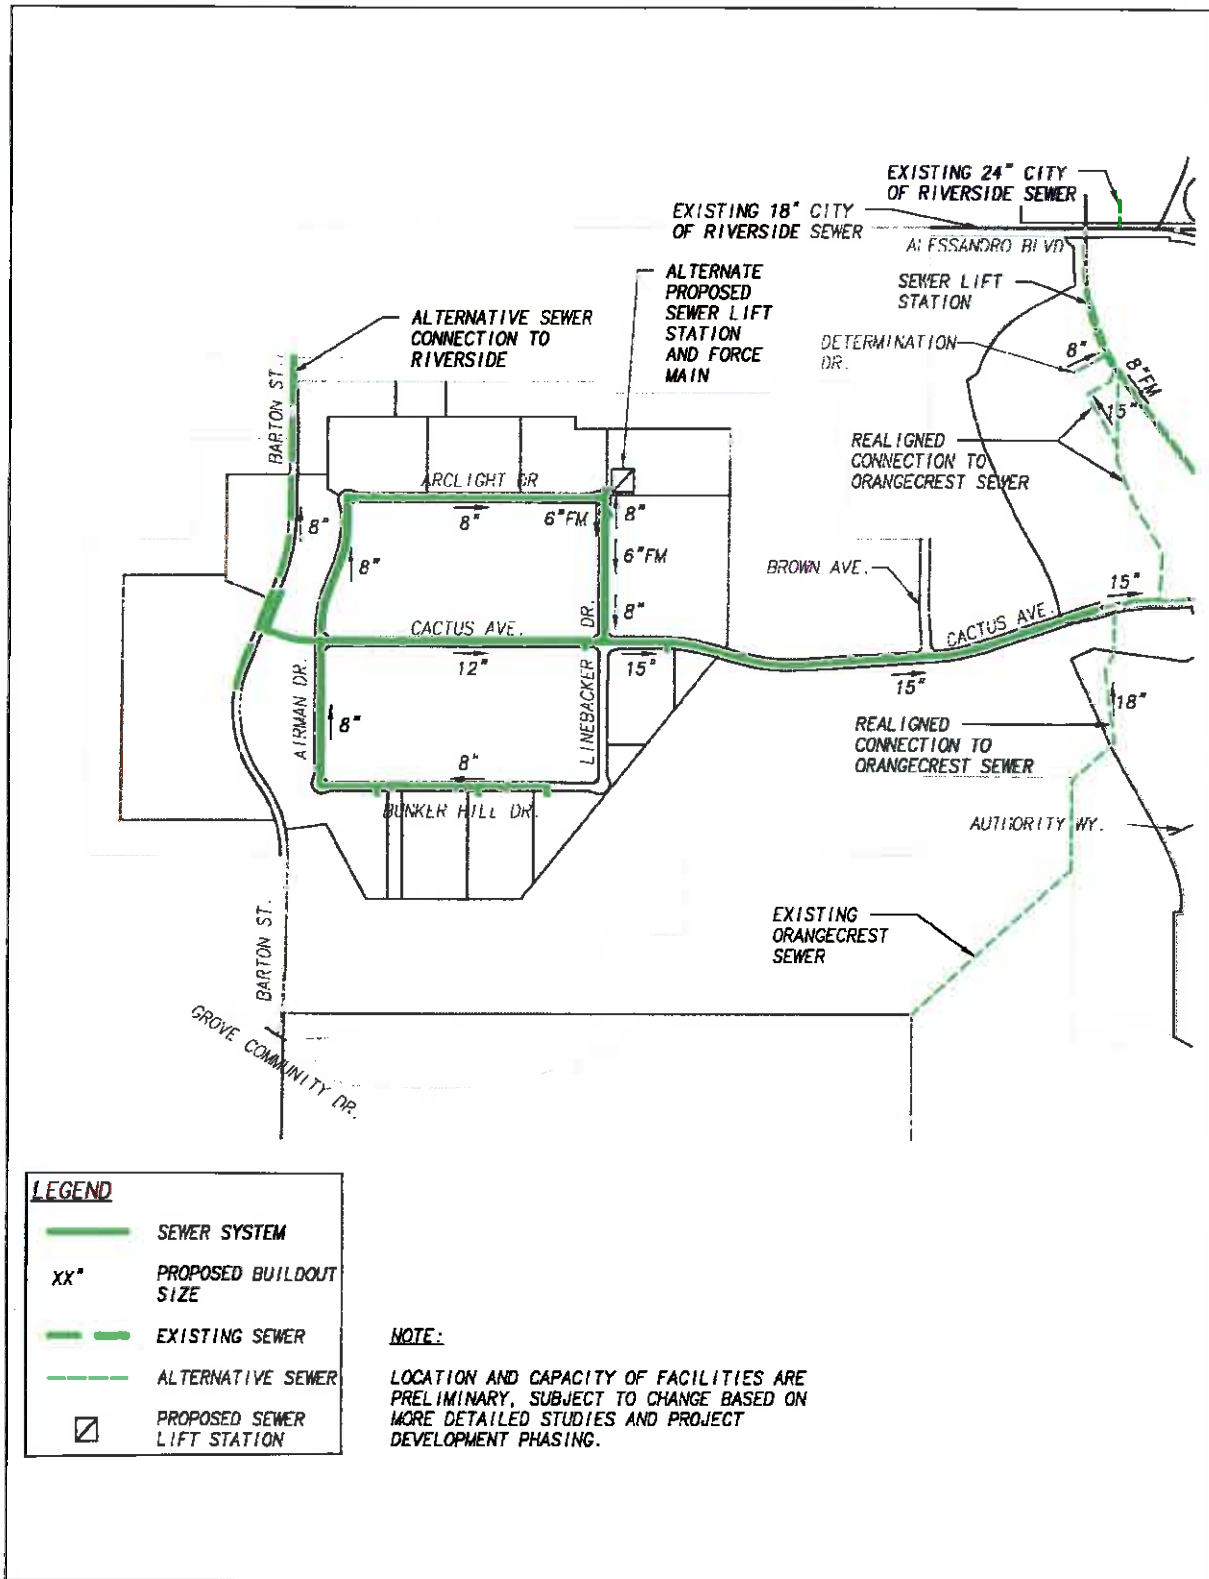 EXISTING 24" CITY
OF RIVERSIDE SEWER
EXISTING 18" CITY
OF RIVERSIDE SEWER
ALESSANDRO BLVD
ALTERNATE
PROPOSED
SEWER LIFT
STATION
AND FORCE
MAIN
SEWER LIFT
STATION
ALTERNATIVE SEWER
CONNECTION TO
RIVERSIDE
DETERMINATION
DR.
8"
8"FM
15"
BARTON ST.
REALIGNED
CONNECTION TO
ORANGECREST SEWER
ARCLIGHT DR
8"
8"
6"FM
8"
8"
6"FM
BROWN AVE.
15"
8"
DR.
CACTUS AVE.
CACTUS AVE.
12"
15"
15"
AIRMAN DR.
LINEBACKER
18"
8"
REALIGNED
CONNECTION TO
ORANGECREST SEWER
8"
BUNKER HILL DR.
AUTHORITY WY.
BARTON ST.
EXISTING
ORANGECREST
SEWER
GROVE COMMUNITY DR.
LEGEND
SEWER SYSTEM
XX"
PROPOSED BUILDOUT
SIZE
EXISTING SEWER
ALTERNATIVE SEWER
PROPOSED SEWER
LIFT STATION
NOTE:
LOCATION AND CAPACITY OF FACILITIES ARE
PRELIMINARY, SUBJECT TO CHANGE BASED ON
MORE DETAILED STUDIES AND PROJECT
DEVELOPMENT PHASING.